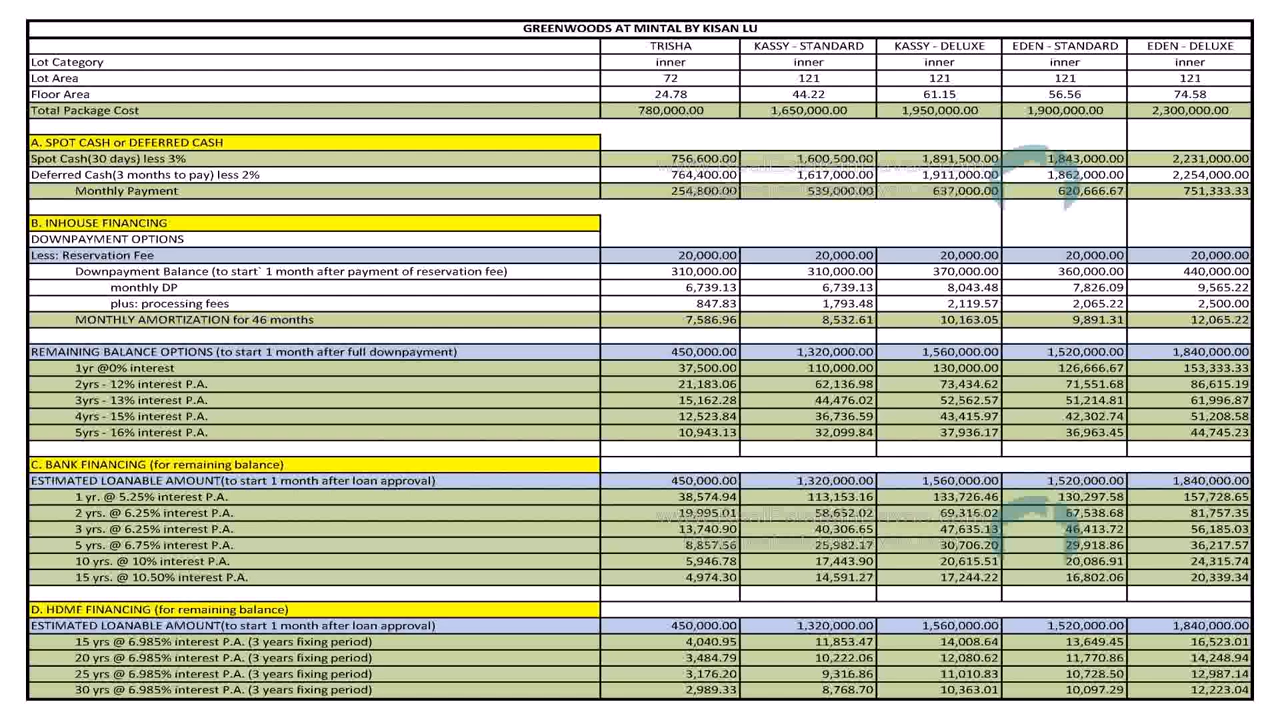 GREENWOODS AT MINTAL BY KISAN LU
TRISHA KASSY - STANDARD KASSY - DELUXE EDEN - STANDARD EDEN - DELUXE
Lot Category inner inner inner inner inner
Lot Area 72 121 121 121 121
Floor Area 24.78 44.22 61.15 56.56 74.58
Total Package Cost 780,000.00 1,650,000.00 1,950,000.00 1,900,000.00 2,300,000.00
A. SPOT CASH or DEFERRED CASH
Spot Cash(30 days) less 3% 756,600.00 1,600,500.00 1,891,500.00 1,843,000.00 2,231,000.00
Deferred Cash(3 months to pay) less 2% 764,400.00 1,617,000.00 1,911,000.00 1,862,000.00 2,254,000.00
Monthly Payment 254,800.00 539,000.00 637,000.00 620,666.67 751,333.33
B. INHOUSE FINANCING
DOWNPAYMENT OPTIONS
Less: Reservation Fee 20,000.00 20,000.00 20,000.00 20,000.00 20,000.00
Downpayment Balance (to start` 1 month after payment of reservation fee) 310,000.00 310,000.00 370,000.00 360,000.00 440,000.00
monthly DP 6,739.13 6,739.13 8,043.48 7,826.09 9,565.22
plus: processing fees 847.83 1,793.48 2,119.57 2,065.22 2,500.00
MONTHLY AMORTIZATION for 46 months 7,586.96 8,532.61 10,163.05 9,891.31 12,065.22
REMAINING BALANCE OPTIONS (to start 1 month after full downpayment) 450,000.00 1,320,000.00 1,560,000.00 1,520,000.00 1,840,000.00
1yr @0% interest 37,500.00 110,000.00 130,000.00 126,666.67 153,333.33
2yrs - 12% interest P.A. 21,183.06 62,136.98 73,434.62 71,551.68 86,615.19
3yrs - 13% interest P.A. 15,162.28 44,476.02 52,562.57 51,214.81 61,996.87
4yrs - 15% interest P.A. 12,523.84 36,736.59 43,415.97 42,302.74 51,208.58
5yrs - 16% interest P.A. 10,943.13 32,099.84 37,936.17 36,963.45 44,745.23
C. BANK FINANCING (for remaining balance)
ESTIMATED LOANABLE AMOUNT(to start 1 month after loan approval) 450,000.00 1,320,000.00 1,560,000.00 1,520,000.00 1,840,000.00
1 yr. @ 5.25% interest P.A. 38,574.94 113,153.16 133,726.46 130,297.58 157,728.65
2 yrs. @ 6.25% interest P.A. 19,995.01 58,652.02 69,316.02 67,538.68 81,757.35
3 yrs. @ 6.25% interest P.A. 13,740.90 40,306.65 47,635.13 46,413.72 56,185.03
5 yrs. @ 6.75% interest P.A. 8,857.56 25,982.17 30,706.20 29,918.86 36,217.57
10 yrs. @ 10% interest P.A. 5,946.78 17,443.90 20,615.51 20,086.91 24,315.74
15 yrs. @ 10.50% interest P.A. 4,974.30 14,591.27 17,244.22 16,802.06 20,339.34
D. HDMF FINANCING (for remaining balance)
ESTIMATED LOANABLE AMOUNT(to start 1 month after loan approval) 450,000.00 1,320,000.00 1,560,000.00 1,520,000.00 1,840,000.00
15 yrs @ 6.985% interest P.A. (3 years fixing period) 4,040.95 11,853.47 14,008.64 13,649.45 16,523.01
20 yrs @ 6.985% interest P.A. (3 years fixing period) 3,484.79 10,222.06 12,080.62 11,770.86 14,248.94
25 yrs @ 6.985% interest P.A. (3 years fixing period) 3,176.20 9,316.86 11,010.83 10,728.50 12,987.14
30 yrs @ 6.985% interest P.A. (3 years fixing period) 2,989.33 8,768.70 10,363.01 10,097.29 12,223.04